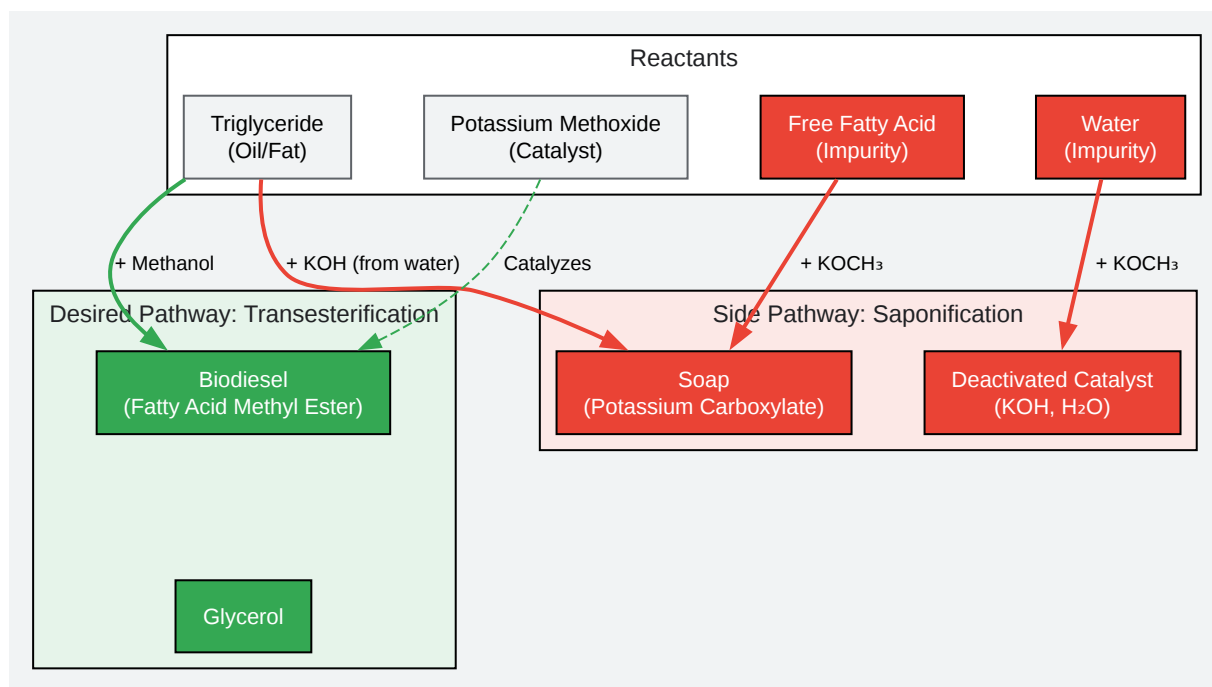 Reactants
Triglyceride
(Oil/Fat)
Potassium Methoxide
(Catalyst)
Free Fatty Acid
(Impurity)
Water
(Impurity)
+ Methanol
+ KOH (from water)
Catalyzes
+ KOCH₃
+ KOCH₃
Desired Pathway: Transesterification
Biodiesel
(Fatty Acid Methyl Ester)
Glycerol
Side Pathway: Saponification
Soap
(Potassium Carboxylate)
Deactivated Catalyst
(KOH, H₂O)